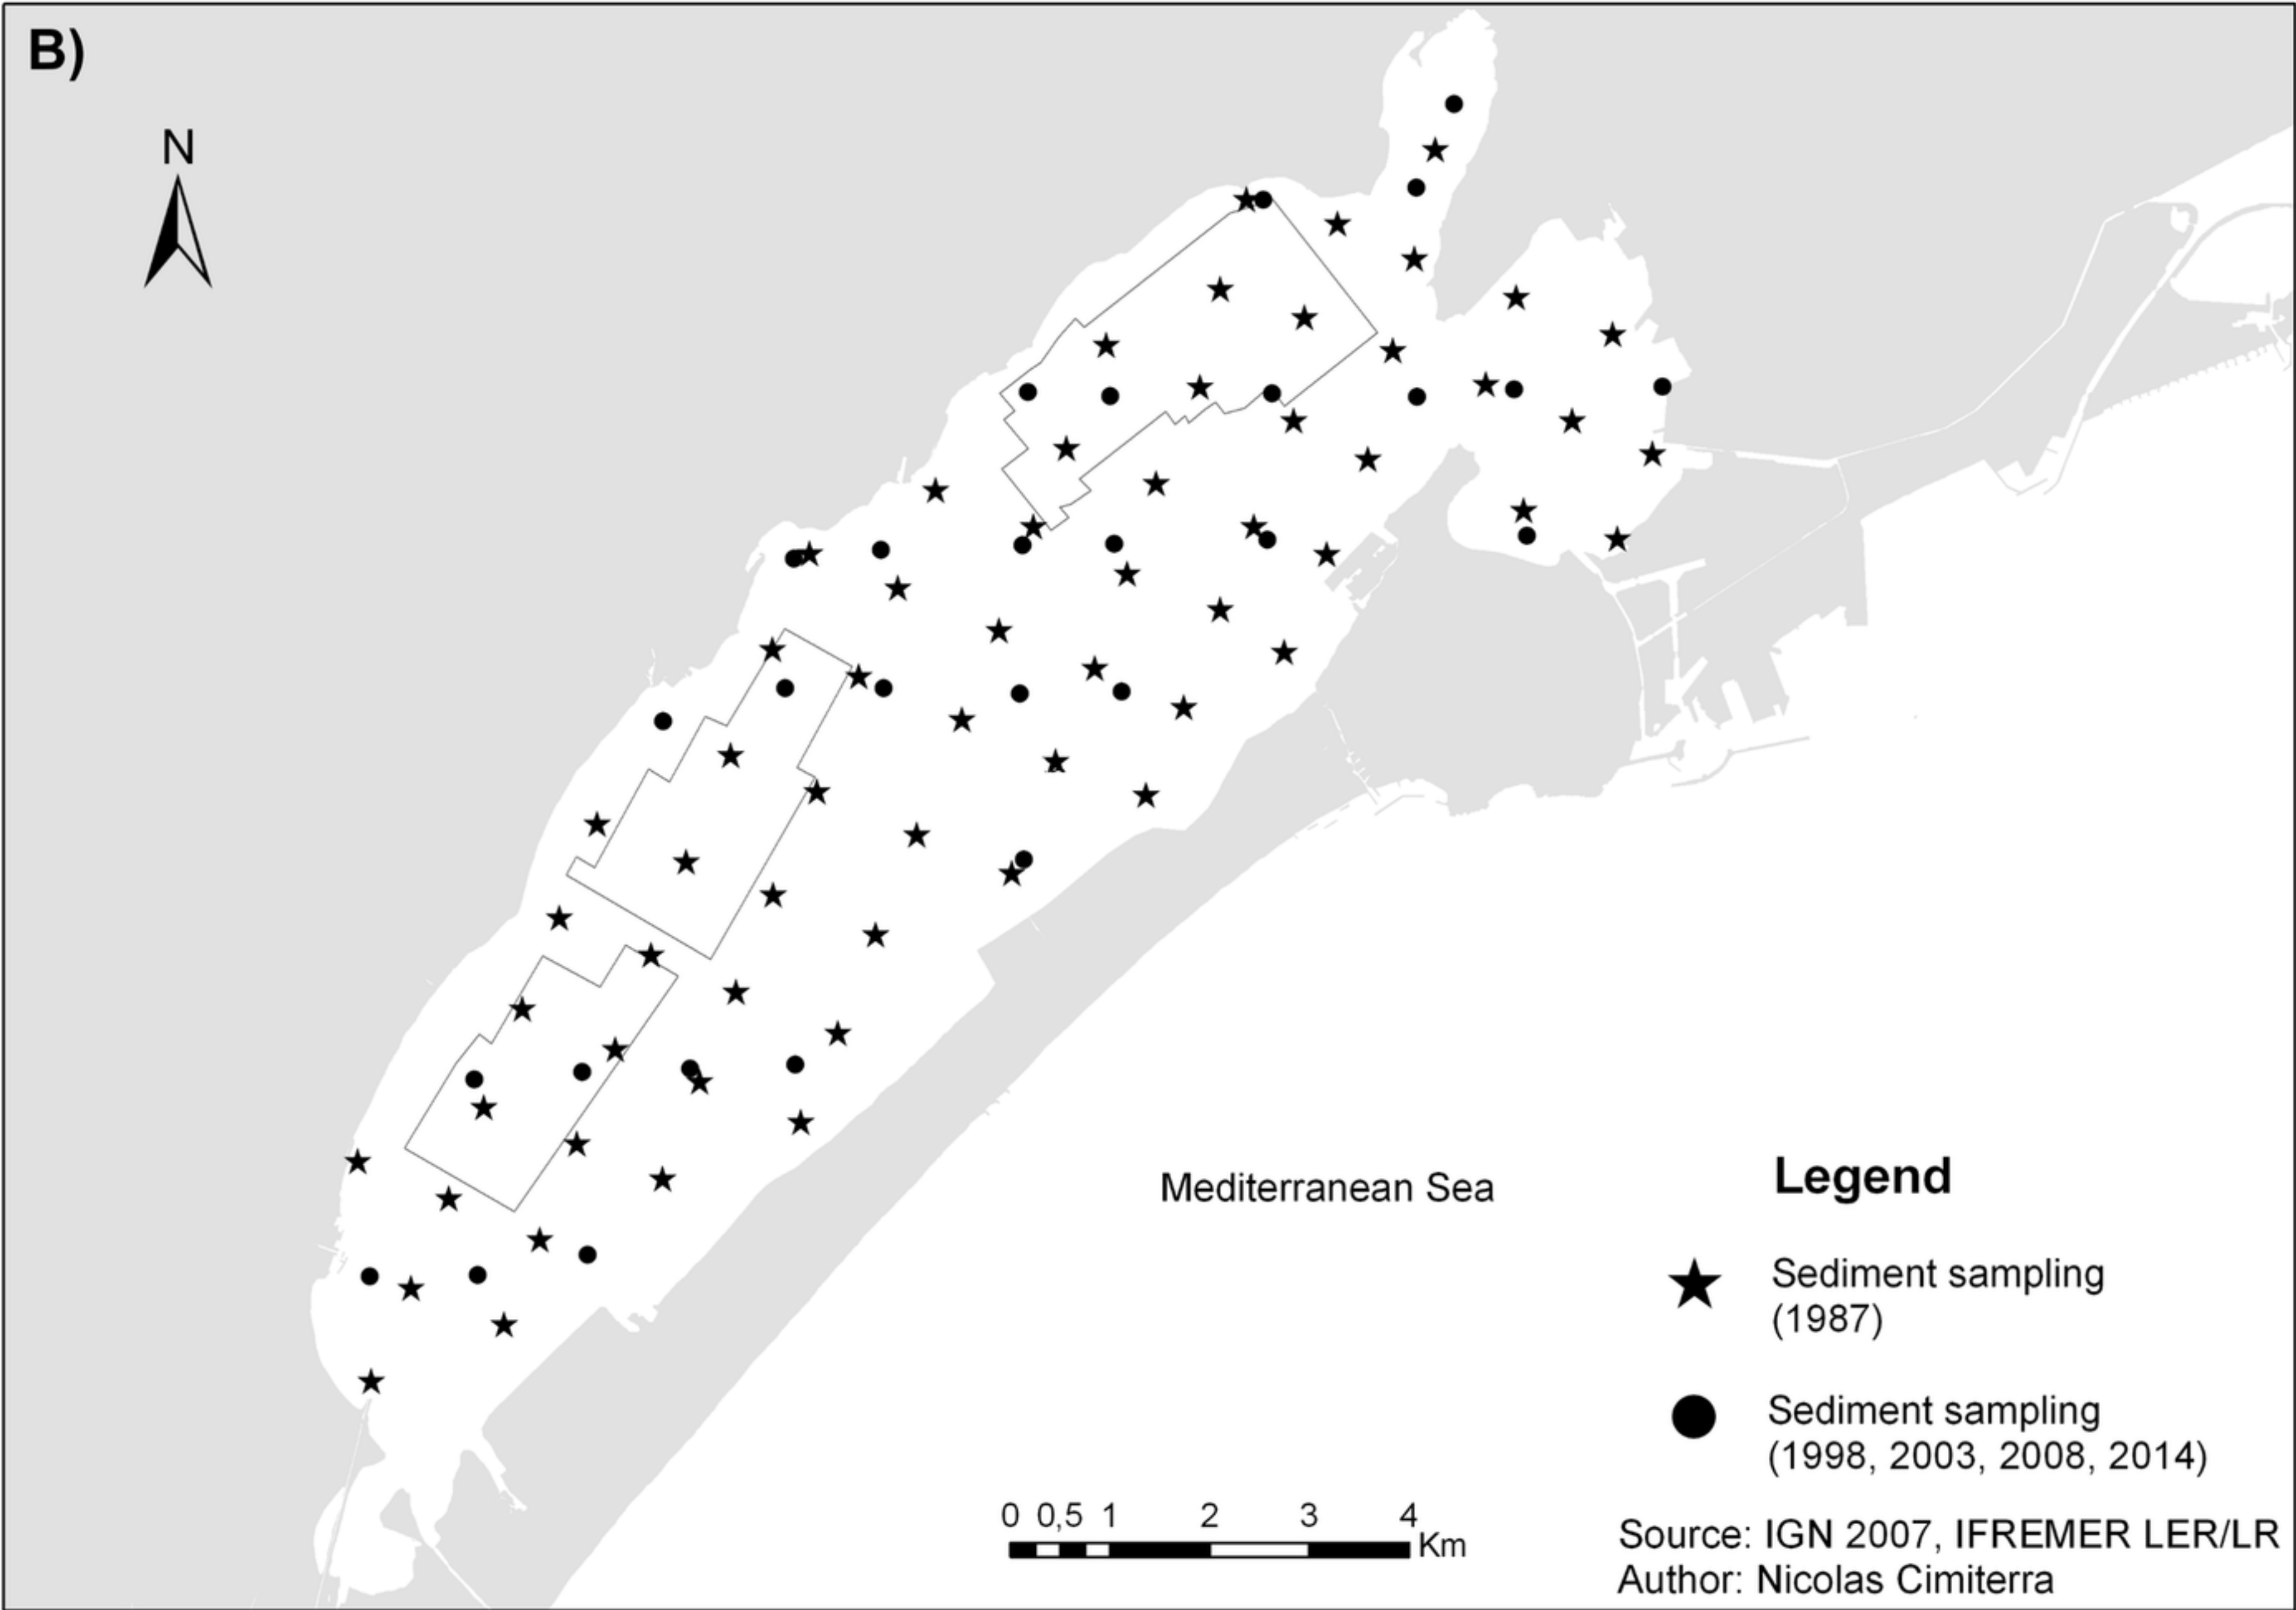 B)
N
Mediterranean Sea
Legend
Sediment sampling
(1987)
Sediment sampling
(1998, 2003, 2008, 2014)
0 0,5 1 2 3 4
Km
Source: IGN 2007, IFREMER LER/LR
Author: Nicolas Cimiterra